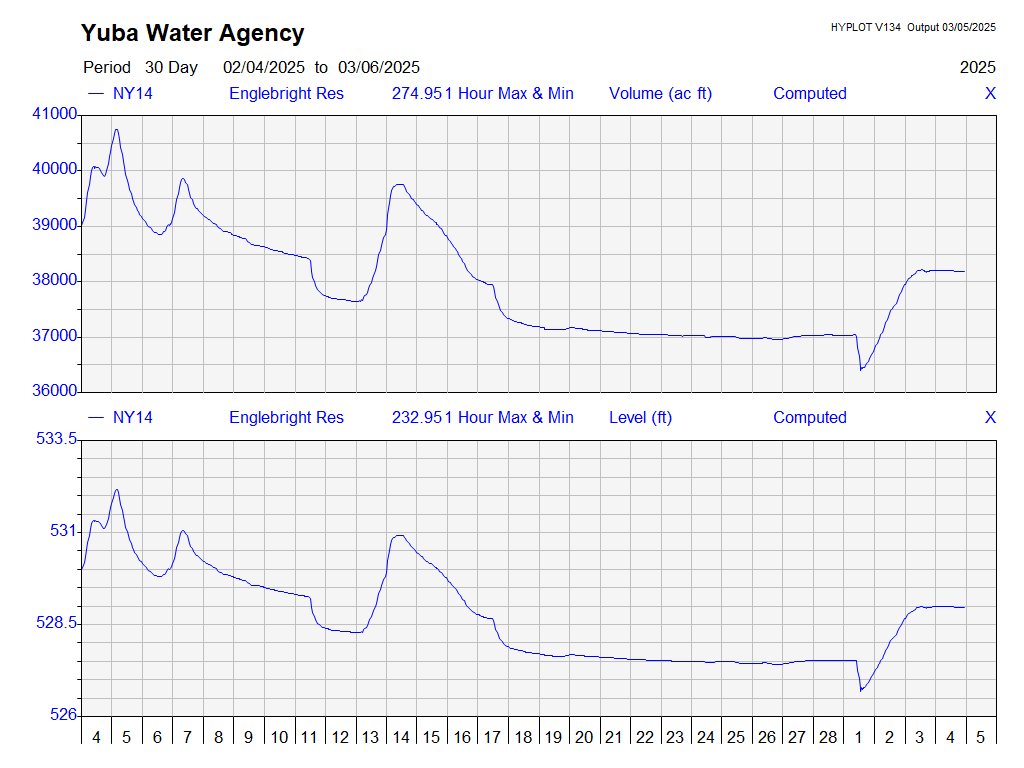 Yuba Water Agency
HYPLOT V134 Output 03/05/2025
Period 30 Day 02/04/2025 to 03/06/2025 2025
NY14 Englebright Res 274.951 Hour Max & Min Volume (ac ft) Computed X
41000
40000
39000
38000
37000
36000
NY14 Englebright Res 232.951 Hour Max & Min Level (ft) Computed X
533.5
531
528.5
526
4 5 6 7 8 9 10 11 12 13 14 15 16 17 18 19 20 21 22 23 24 25 26 27 28 1 2 3 4 5